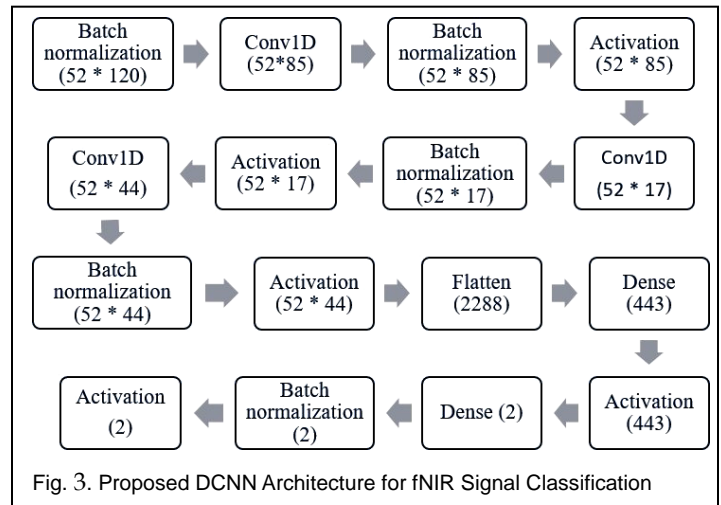 Batch
normalization
(52 * 120)
Conv1D
(52*85)
Batch
normalization
(52 * 85)
Activation
(52 * 85)
Conv1D
(52 * 17)
Batch
normalization
(52 * 17)
Activation
(52 * 17)
Conv1D
(52 * 44)
Batch
normalization
(52 * 44)
Activation
(52 * 44)
Flatten
(2288)
Dense
(443)
Activation
(443)
Dense (2)
Batch
normalization
(2)
Activation
(2)
Fig. 3. Proposed DCNN Architecture for fNIR Signal Classification